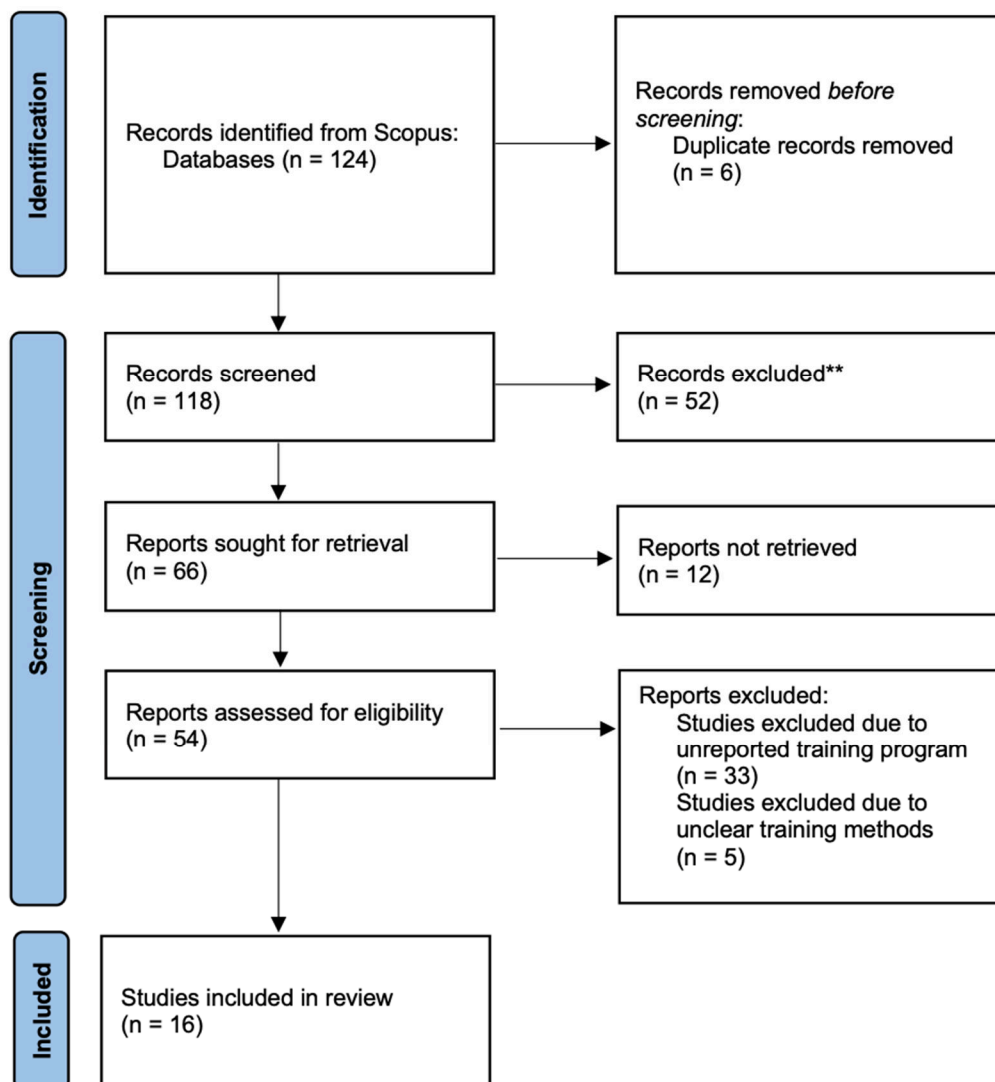 Identification
Records identified from Scopus:
Databases (n = 124)
Records removed before
screening:
Duplicate records removed
(n = 6)
Screening
Records screened
(n = 118)
Records excluded**
(n = 52)
Reports sought for retrieval
(n = 66)
Reports not retrieved
(n = 12)
Reports assessed for eligibility
(n = 54)
Reports excluded:
Studies excluded due to
unreported training program
(n = 33)
Studies excluded due to
unclear training methods
(n = 5)
Included
Studies included in review
(n = 16)